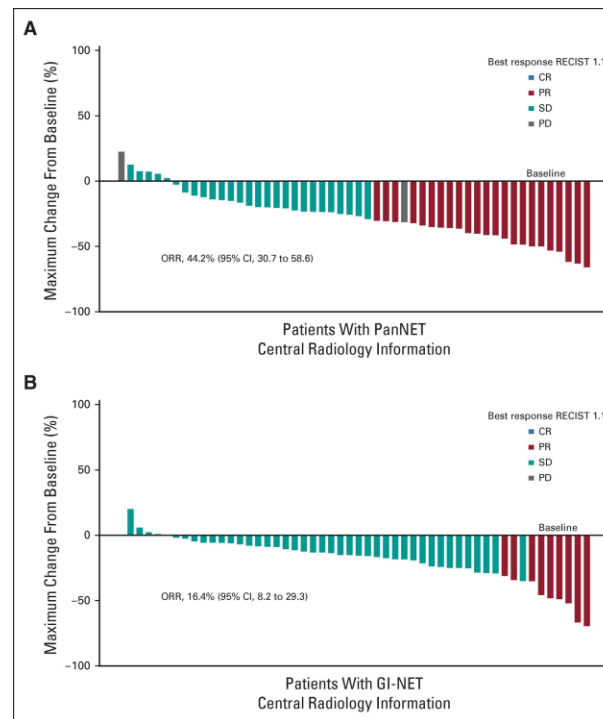 A
Maximum Change From Baseline (%)
100
50
0
−50
−100
Best response RECIST 1.1
CR
PR
SD
PD
Baseline
ORR, 44.2% (95% CI, 30.7 to 58.6)
Patients With PanNET
Central Radiology Information
B
Maximum Change From Baseline (%)
100
50
0
−50
−100
Best response RECIST 1.1
CR
PR
SD
PD
Baseline
ORR, 16.4% (95% CI, 8.2 to 29.3)
Patients With GI-NET
Central Radiology Information